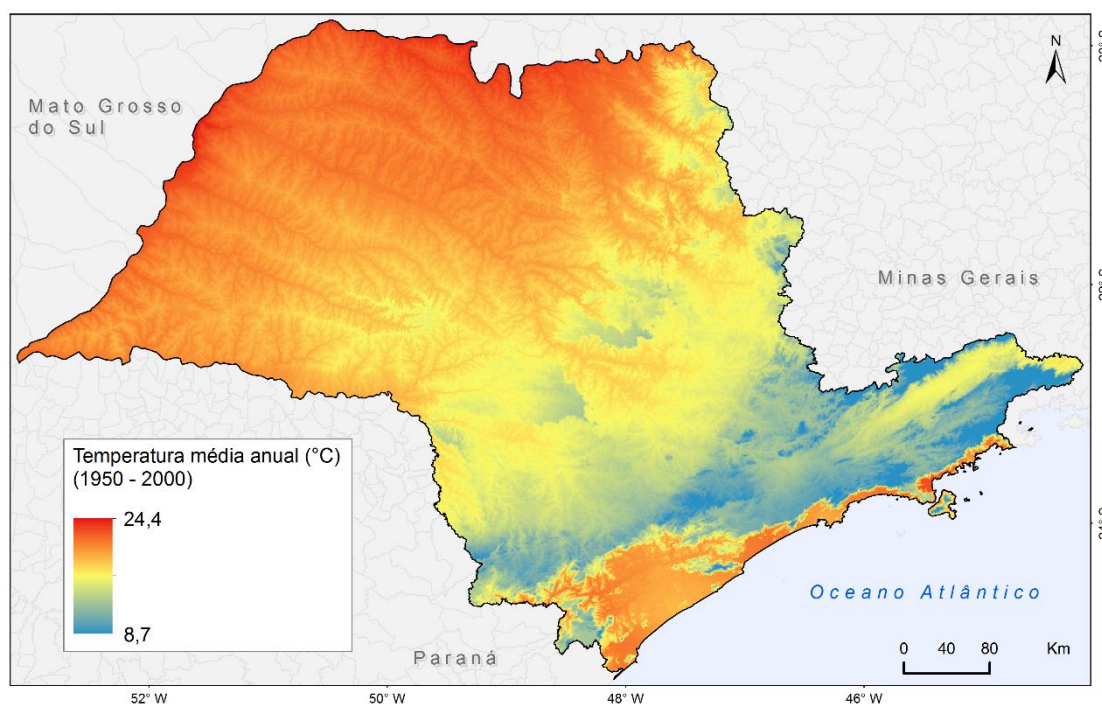 N
Mato Grosso
do Sul
Minas Gerais
Temperatura média anual (°C)
(1950 - 2000)
24,4
8,7
Oceano Atlântico
Paraná
0 40 80 Km
52° W
50° W
48° W
46° W